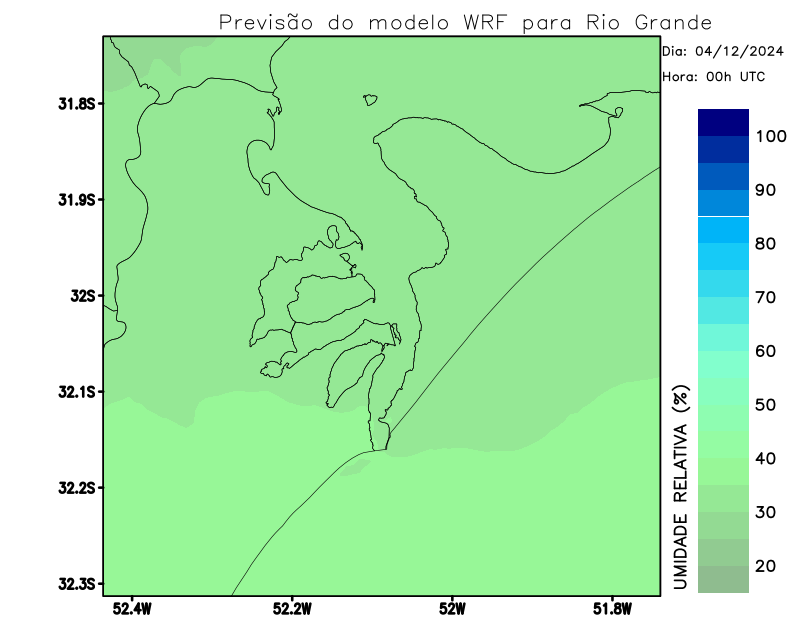 Previsão do modelo WRF para Rio Grande
Dia: 04/12/2024
Hora: 00h UTC
31.8S
31.9S
32S
32.1S
32.2S
32.3S
52.4W
52.2W
52W
51.8W
100
90
80
70
60
50
40
30
20
UMIDADE RELATIVA (%)